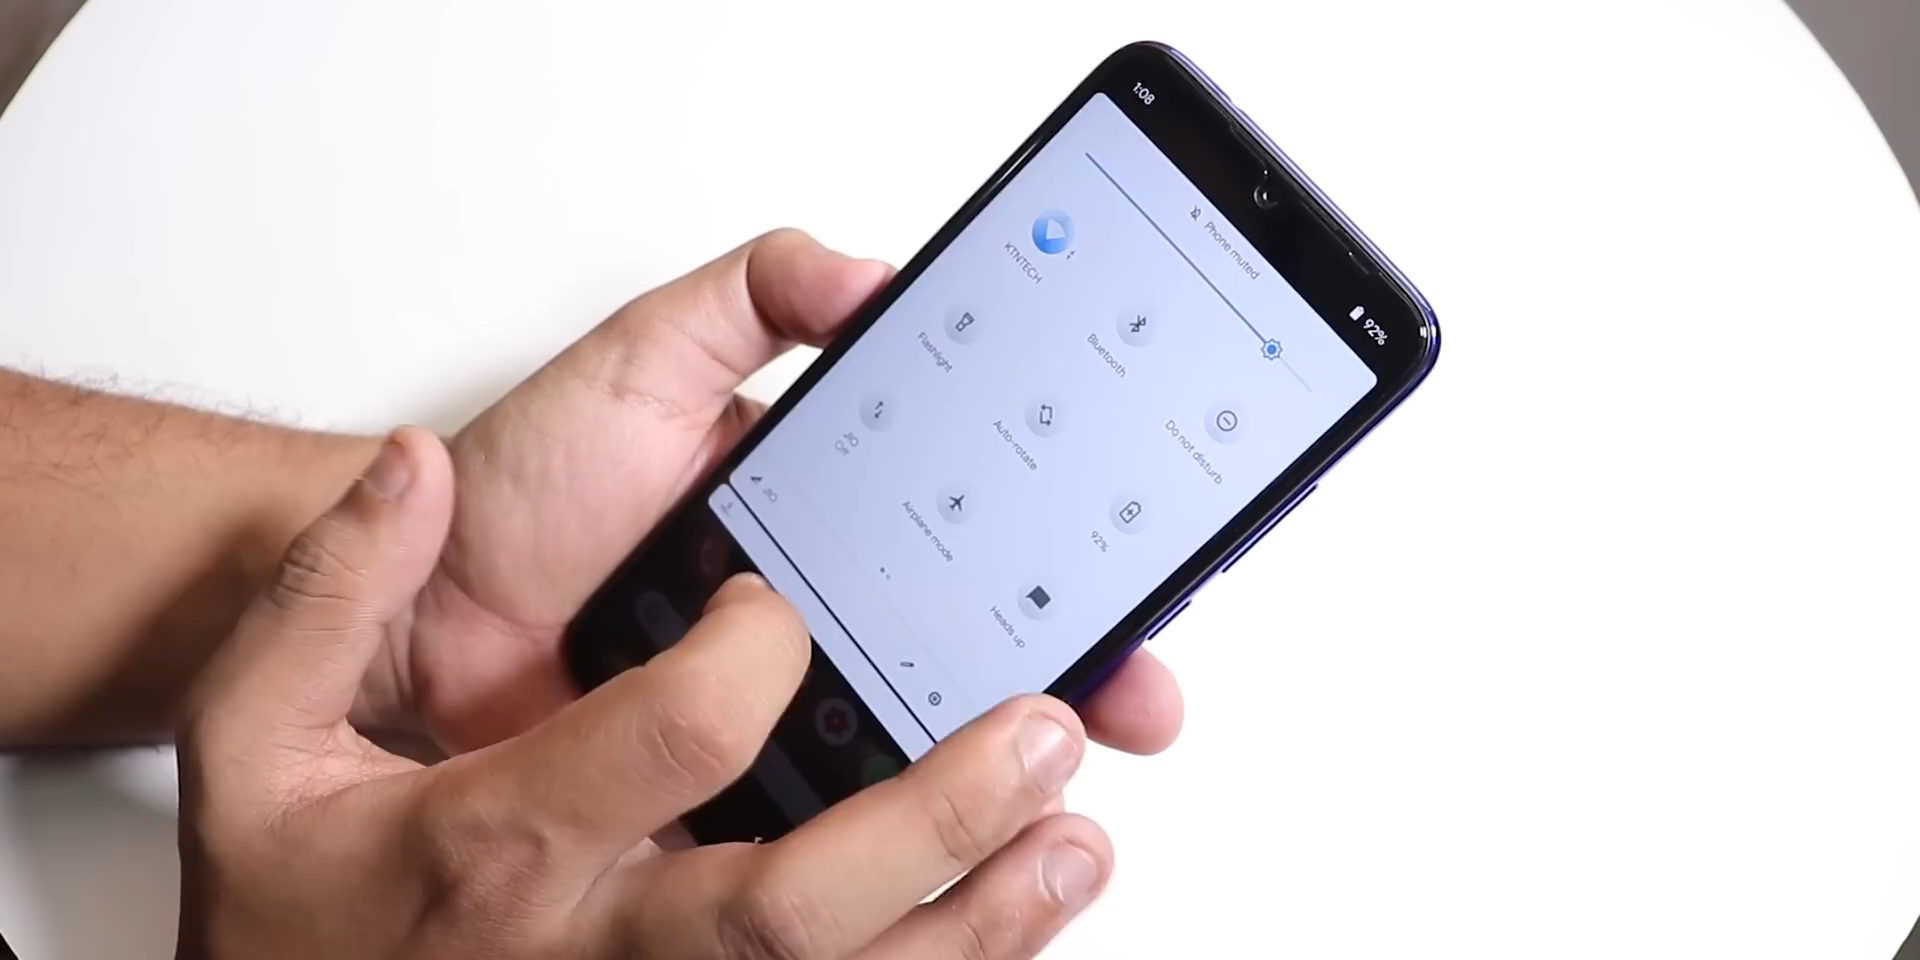 1:08
92%
Phone muted
KTNTECH
Bluetooth
Do not disturb
Flashlight
Auto-rotate
92%
JIO
Off
Airplane mode
Heads up
JIO